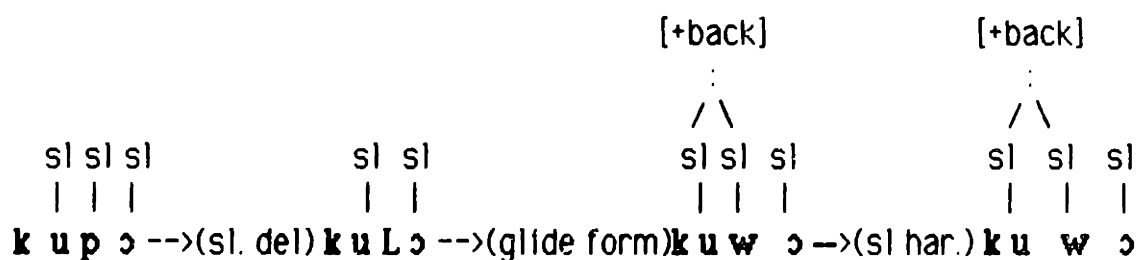 [+back] [+back]
:  :
/ \  / \
sl sl sl  sl sl  sl sl sl  sl sl sl
| | |  | |  | | |  | | |
k u p ɔ -->(sl. del) k u L ɔ -->(glide form) k u w ɔ -->(sl har.) k u w ɔ